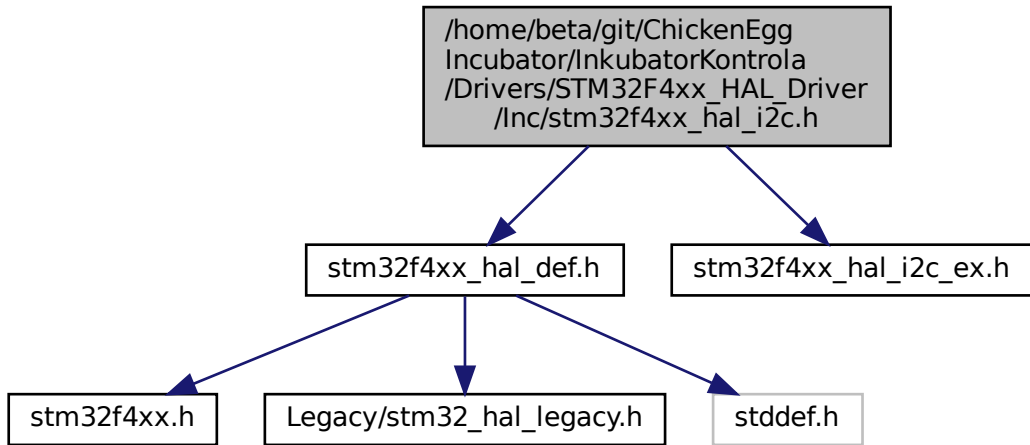 /home/beta/git/ChickenEgg
Incubator/InkubatorKontrola
/Drivers/STM32F4xx_HAL_Driver
/Inc/stm32f4xx_hal_i2c.h
stm32f4xx_hal_def.h
stm32f4xx_hal_i2c_ex.h
stm32f4xx.h
Legacy/stm32_hal_legacy.h
stddef.h